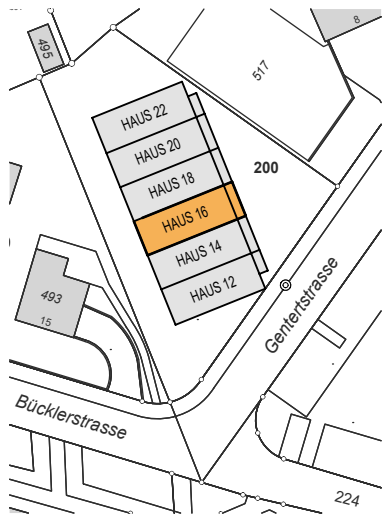 8
495
517
HAUS 22
HAUS 20
200
HAUS 18
HAUS 16
HAUS 14
HAUS 12
493
15
Gentertstrasse
Bücklerstrasse
224